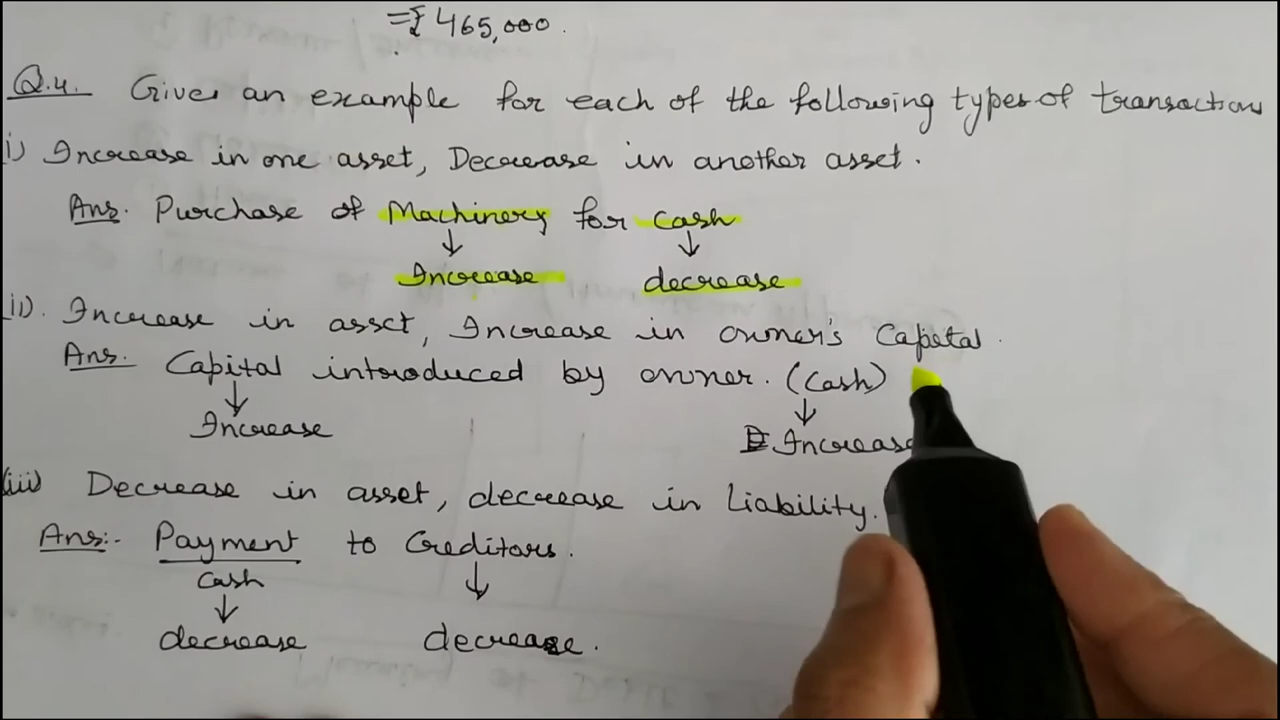 =₹ 465,000.
Q.4. Give an example for each of the following types of transactions
i) Increase in one asset, Decrease in another asset.
Ans. Purchase of Machinery for cash
↓ ↓
Increase decrease
ii). Increase in asset, Increase in owner's Capital.
Ans. Capital introduced by owner. (Cash)
↓ ↓
Increase Increase
(iii) Decrease in asset, decrease in Liability.
Ans:- Payment to Creditors.
Cash ↓
↓
decrease decrease.